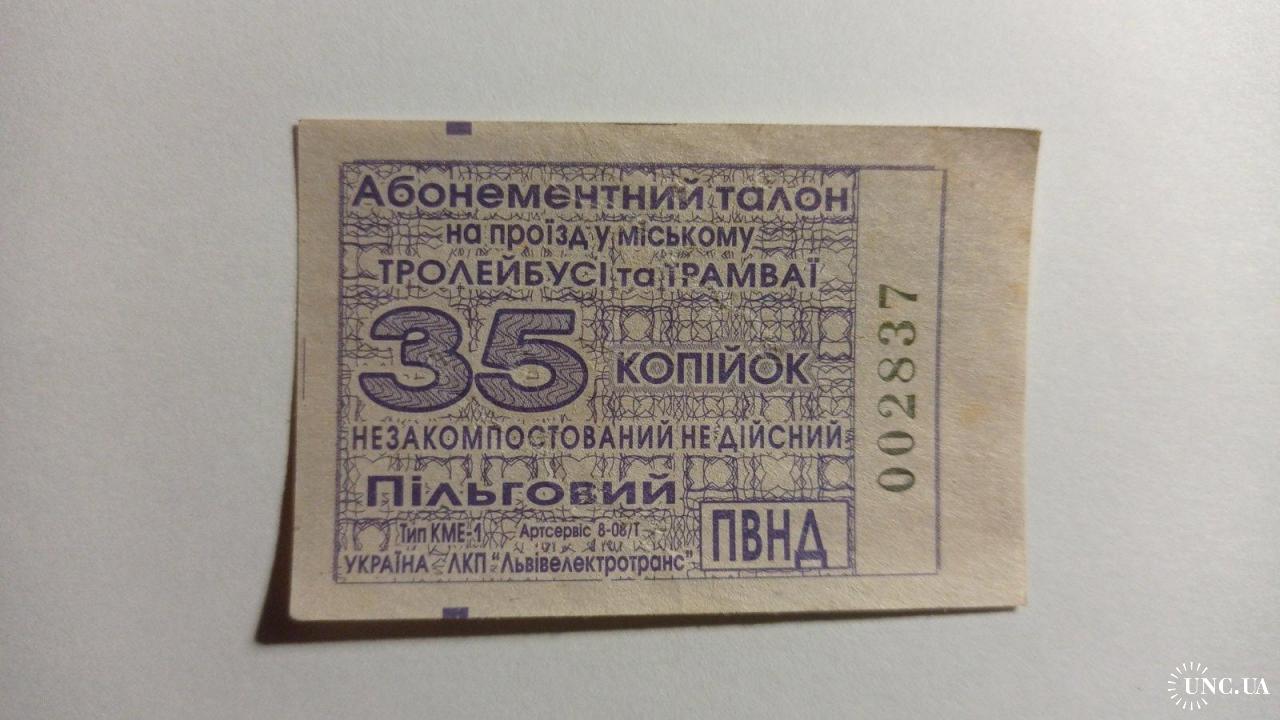 Абонементний талон
на проїзд у міському
ТРОЛЕЙБУСІ та ТРАМВАЇ
35 КОПІЙОК
НЕЗАКОМПОСТОВАНИЙ НЕ ДІЙСНИЙ
Пільговий
Тип КМЕ-1 Артсервіс 8-08/Т
УКРАЇНА ЛКП "Львівелектротранс"
ПВНД
002837
UNC.UA